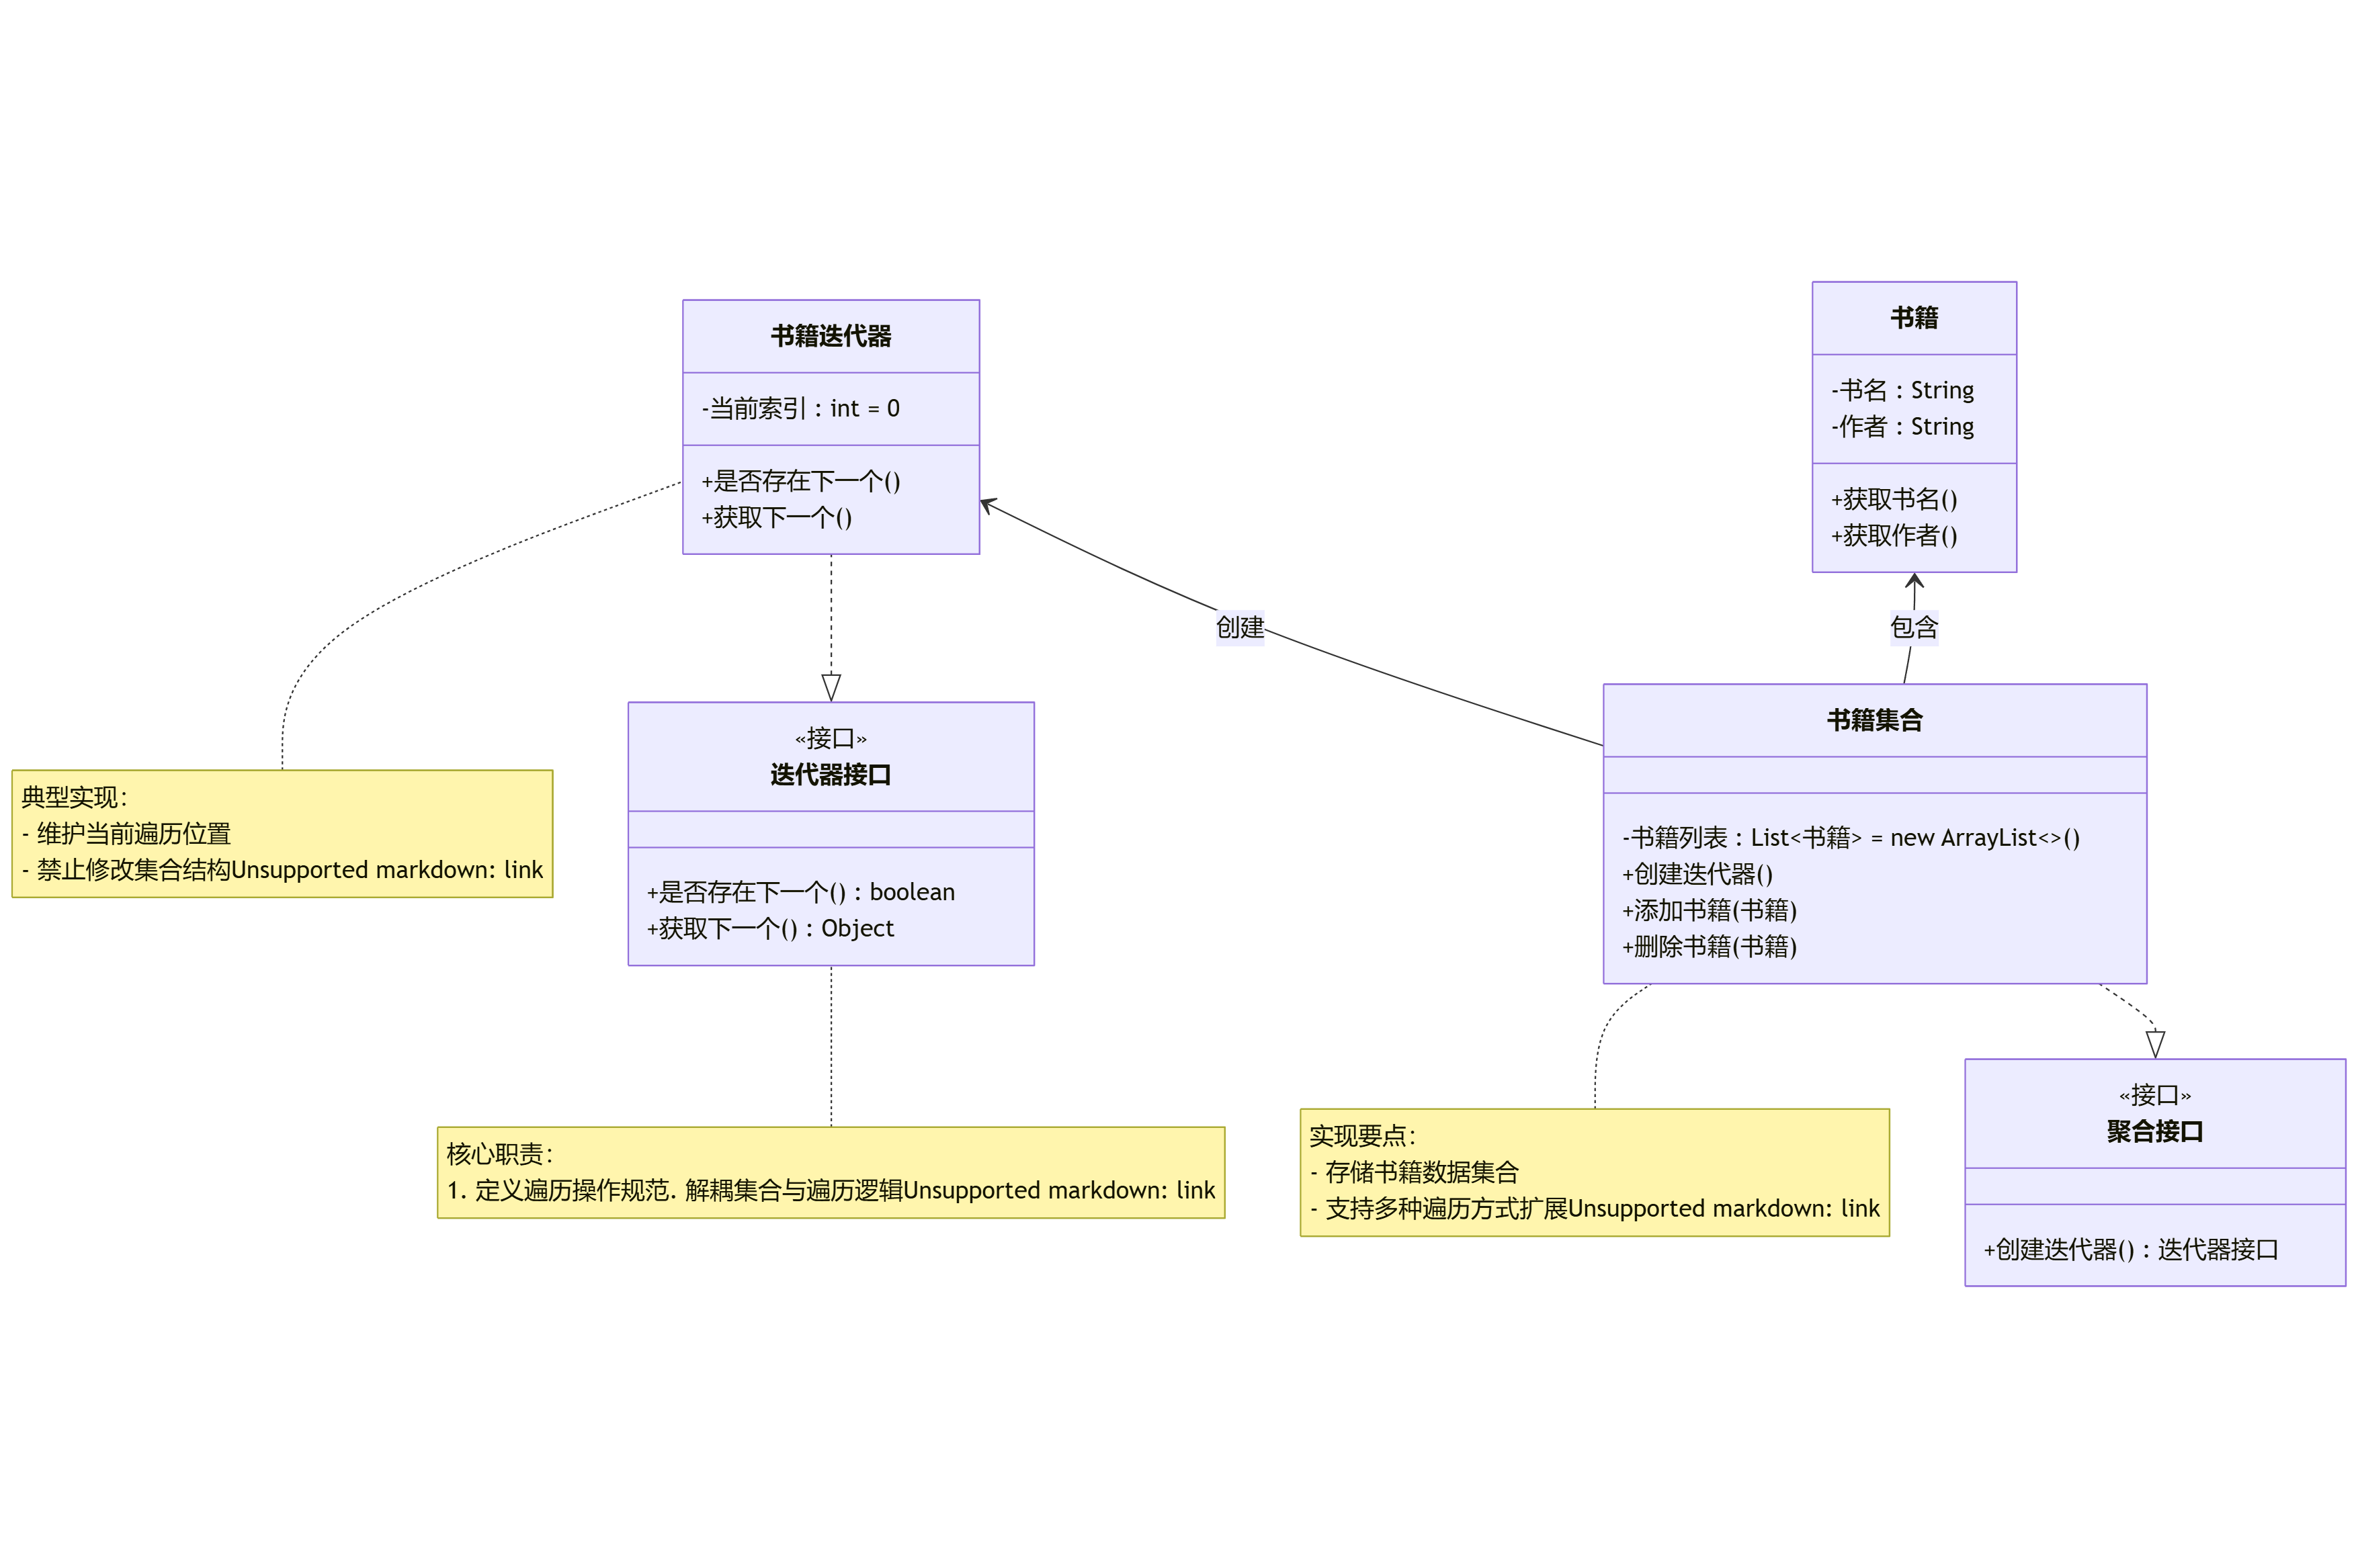 书籍迭代器
-当前索引 : int = 0
+是否存在下一个()
+获取下一个()
书籍
-书名 : String
-作者 : String
+获取书名()
+获取作者()
创建
包含
«接口»
迭代器接口
+是否存在下一个() : boolean
+获取下一个() : Object
书籍集合
-书籍列表 : List<书籍> = new ArrayList<>()
+创建迭代器()
+添加书籍(书籍)
+删除书籍(书籍)
典型实现：
- 维护当前遍历位置
- 禁止修改集合结构Unsupported markdown: link
核心职责：
1. 定义遍历操作规范. 解耦集合与遍历逻辑Unsupported markdown: link
实现要点：
- 存储书籍数据集合
- 支持多种遍历方式扩展Unsupported markdown: link
«接口»
聚合接口
+创建迭代器() : 迭代器接口